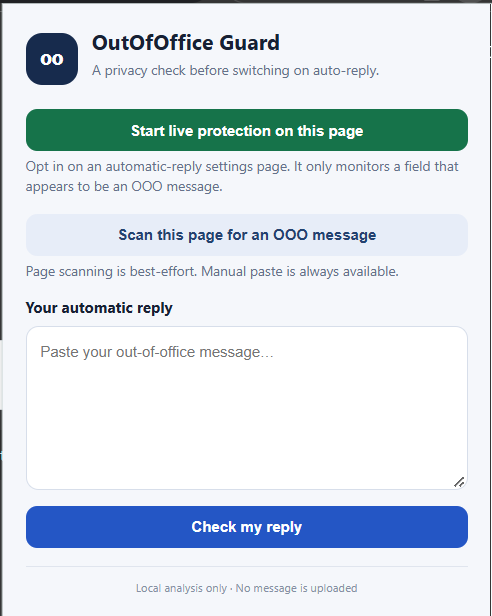 OO
OutOfOffice Guard
A privacy check before switching on auto-reply.
Start live protection on this page
Opt in on an automatic-reply settings page. It only monitors a field that
appears to be an OOO message.
Scan this page for an OOO message
Page scanning is best-effort. Manual paste is always available.
Your automatic reply
Paste your out-of-office message...
Check my reply
Local analysis only · No message is uploaded